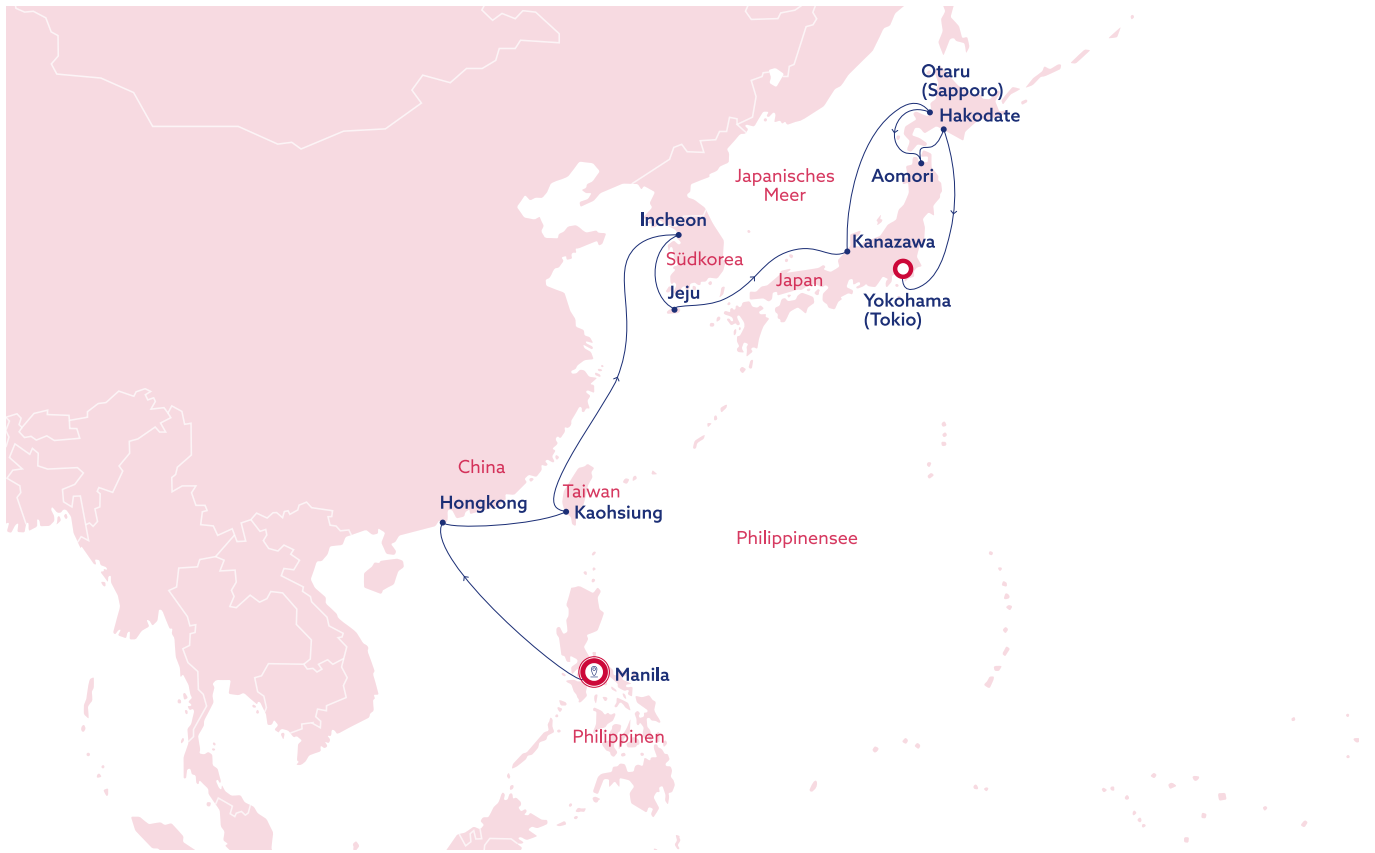 Otaru
(Sapporo)
Hakodate
Aomori
Japanisches
Meer
Incheon
Kanazawa
Südkorea
Japan
Jeju
Yokohama
(Tokio)
China
Taiwan
Hongkong
Kaohsiung
Philippinensee
Manila
Philippinen